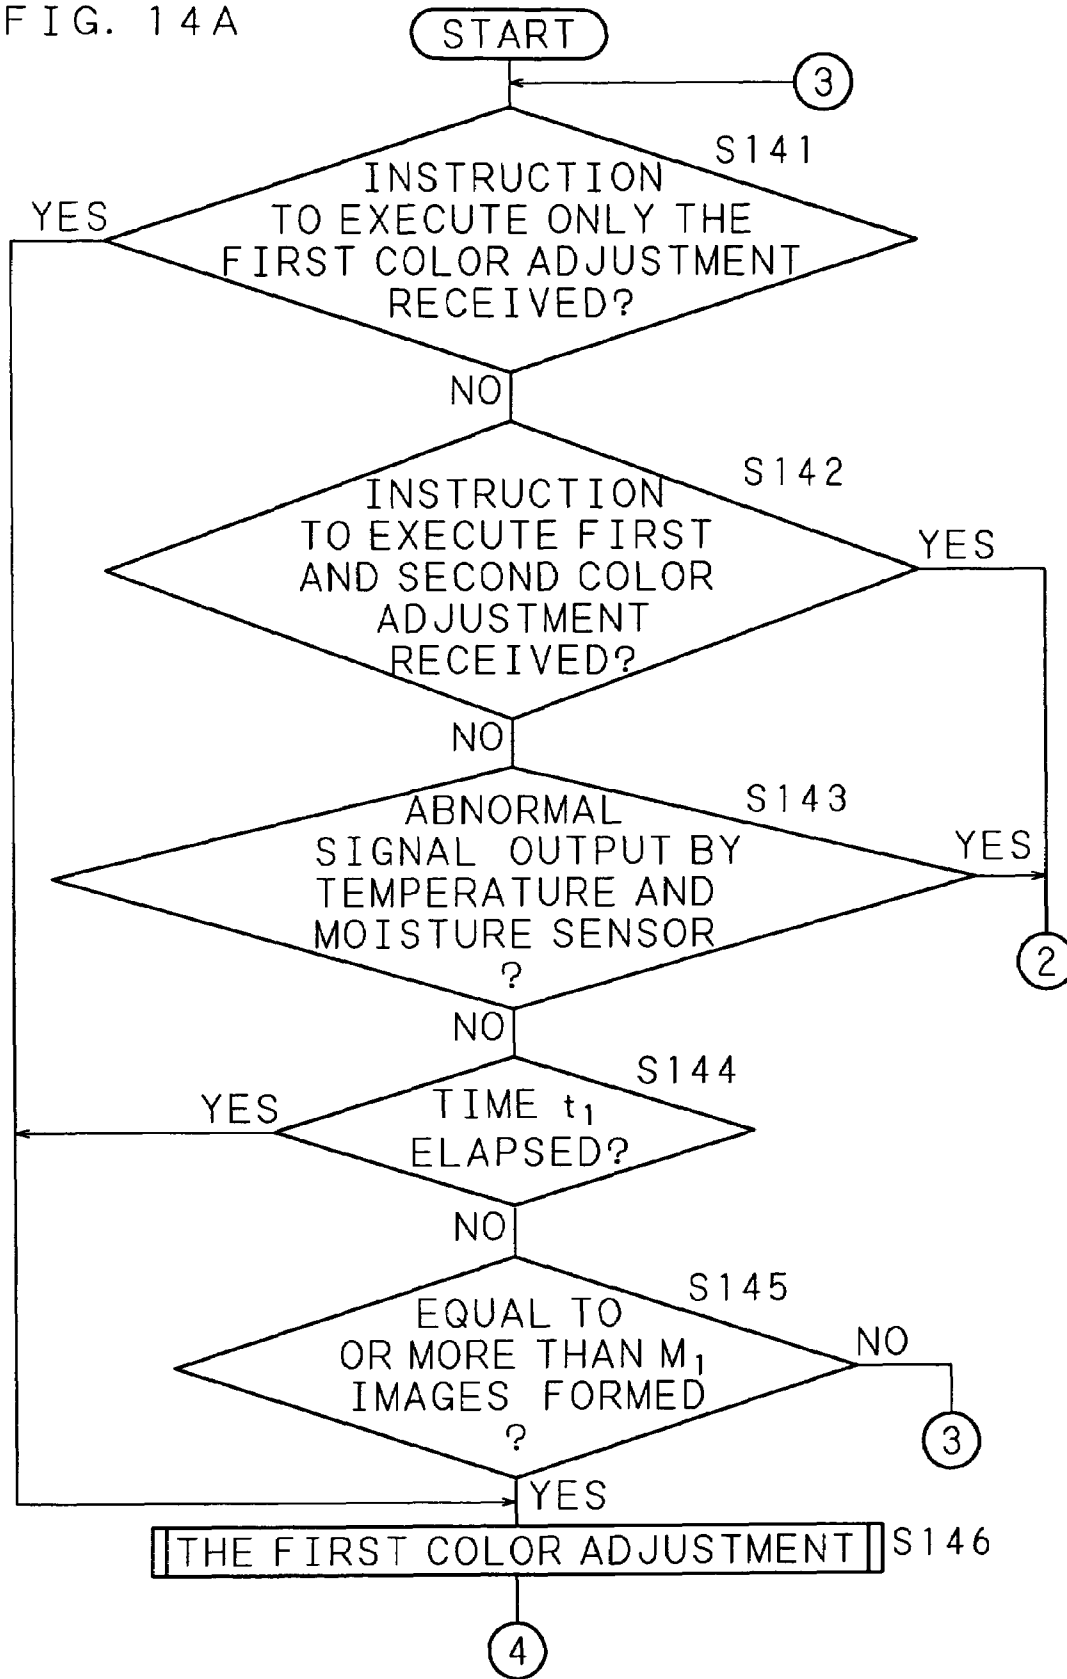 FIG. 14A
START
3
S141
INSTRUCTION
TO EXECUTE ONLY THE
FIRST COLOR ADJUSTMENT
RECEIVED?
YES
NO
S142
INSTRUCTION
TO EXECUTE FIRST
AND SECOND COLOR
ADJUSTMENT
RECEIVED?
YES
NO
S143
ABNORMAL
SIGNAL OUTPUT BY
TEMPERATURE AND
MOISTURE SENSOR
?
YES
2
NO
S144
TIME t1
ELAPSED?
YES
NO
S145
EQUAL TO
OR MORE THAN M1
IMAGES FORMED
?
NO
3
YES
THE FIRST COLOR ADJUSTMENT
S146
4